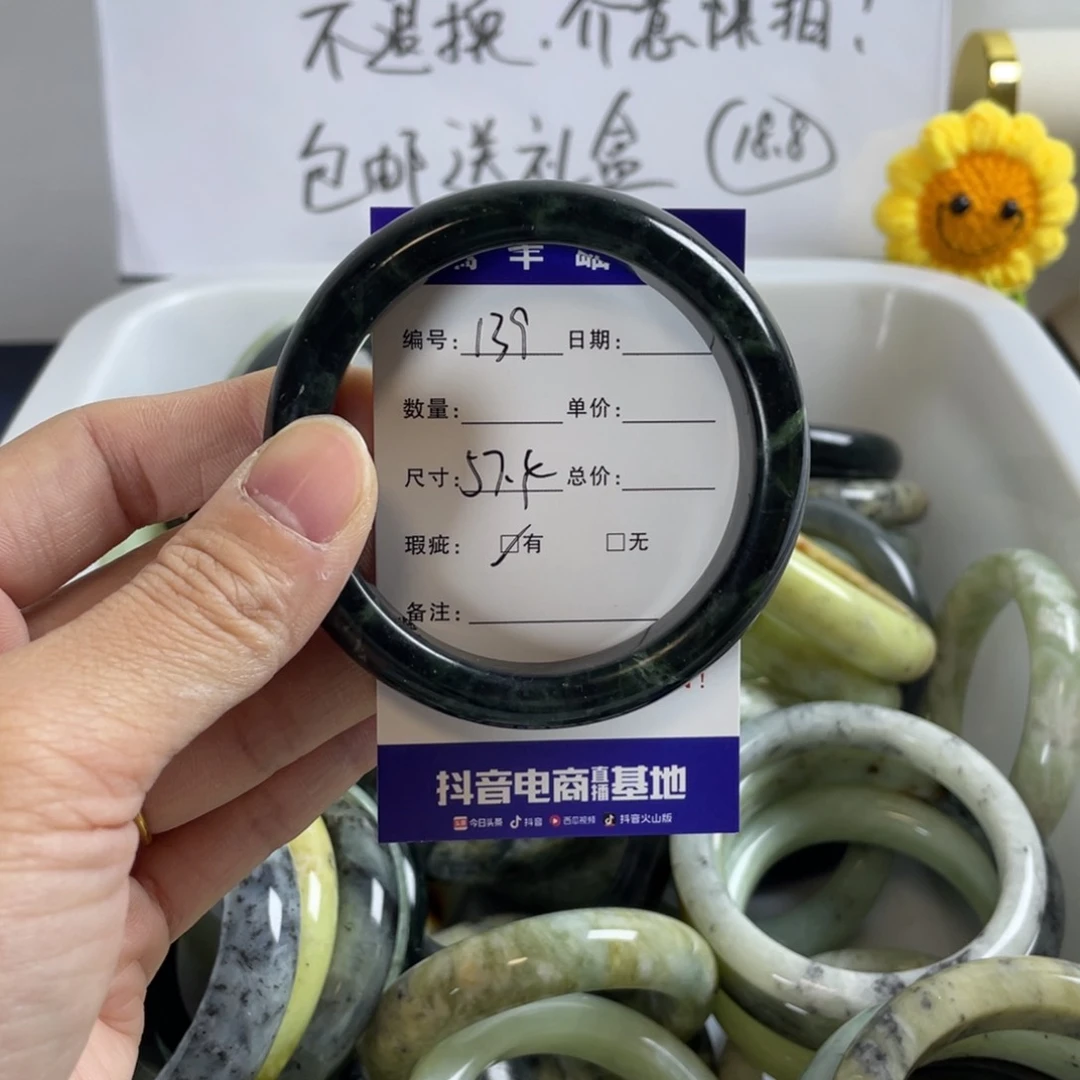 不退换.介意慎拍!
包邮送礼盒 18.8
编号: 139 日期:
数量: 单价:
尺寸: 57.4 总价:
瑕疵: ☑有 □无
备注:
!
抖音电商直播基地
今日头条 抖音 西瓜视频 抖音火山版